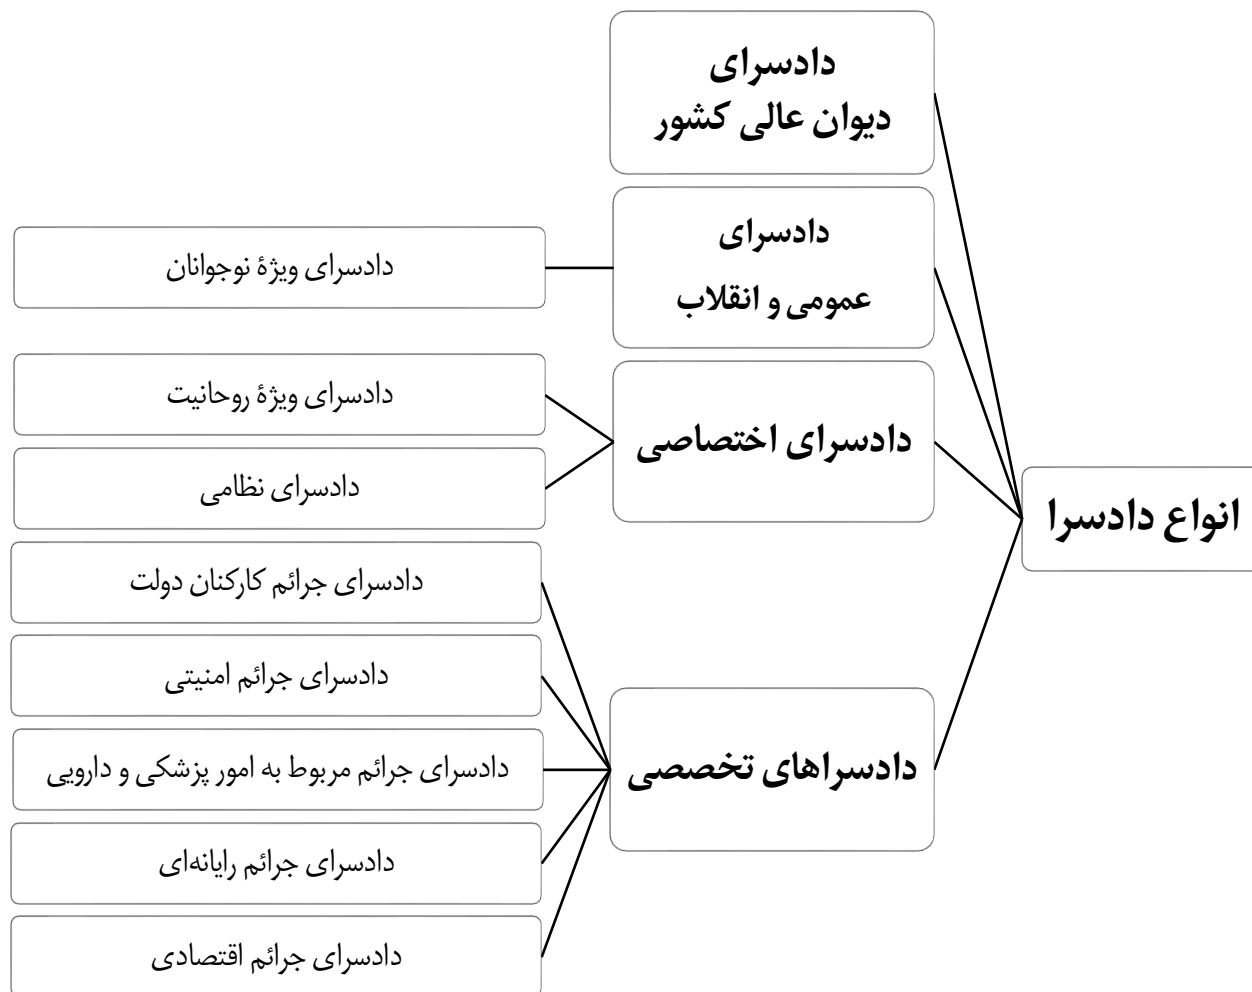 انواع دادسرا
دادسرای
دیوان عالی کشور
دادسرای
عمومی و انقلاب
دادسرای ویژۀ نوجوانان
دادسرای اختصاصی
دادسرای ویژۀ روحانیت
دادسرای نظامی
دادسراهای تخصصی
دادسرای جرائم کارکنان دولت
دادسرای جرائم امنیتی
دادسرای جرائم مربوط به امور پزشکی و دارویی
دادسرای جرائم رایانه‌ای
دادسرای جرائم اقتصادی